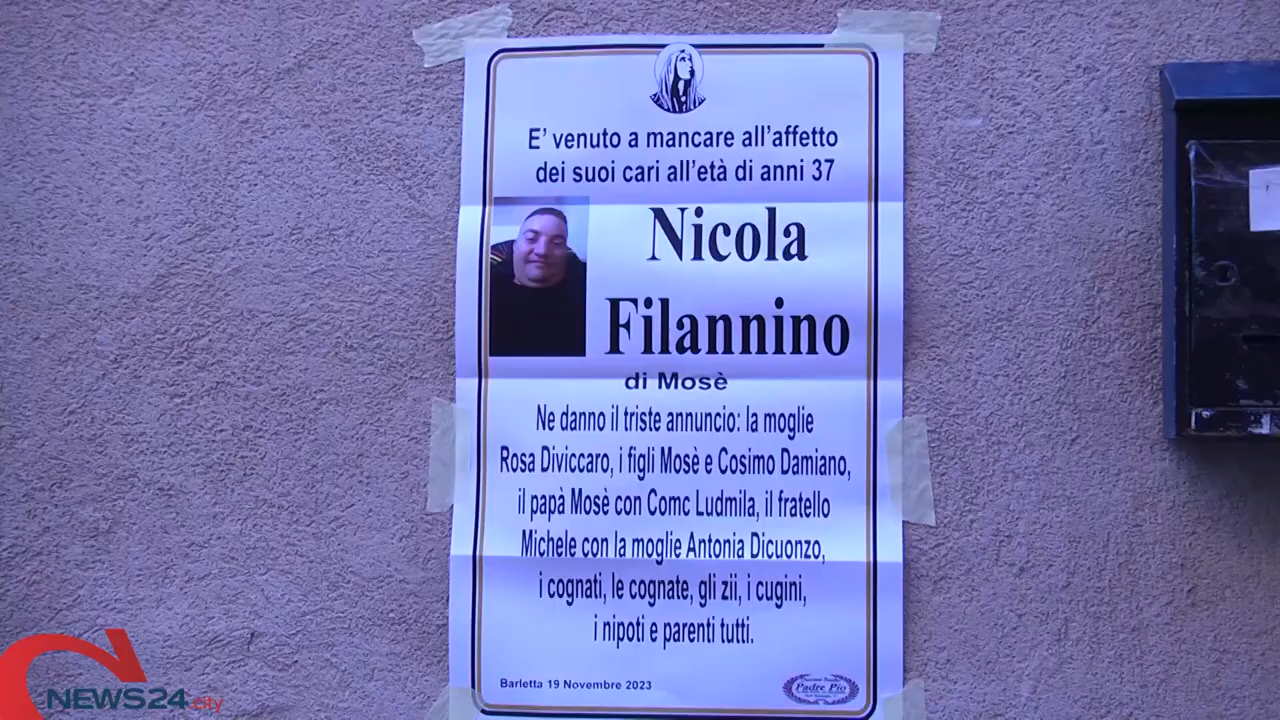 E' venuto a mancare all'affetto
dei suoi cari all'età di anni 37
Nicola
Filannino
di Mosè
Ne danno il triste annuncio: la moglie
Rosa Diviccaro, i figli Mosè e Cosimo Damiano,
il papà Mosè con Comc Ludmila, il fratello
Michele con la moglie Antonia Dicuonzo,
i cognati, le cognate, gli zii, i cugini,
i nipoti e parenti tutti.
Barletta 19 Novembre 2023
Padre Pio
NEWS24.city